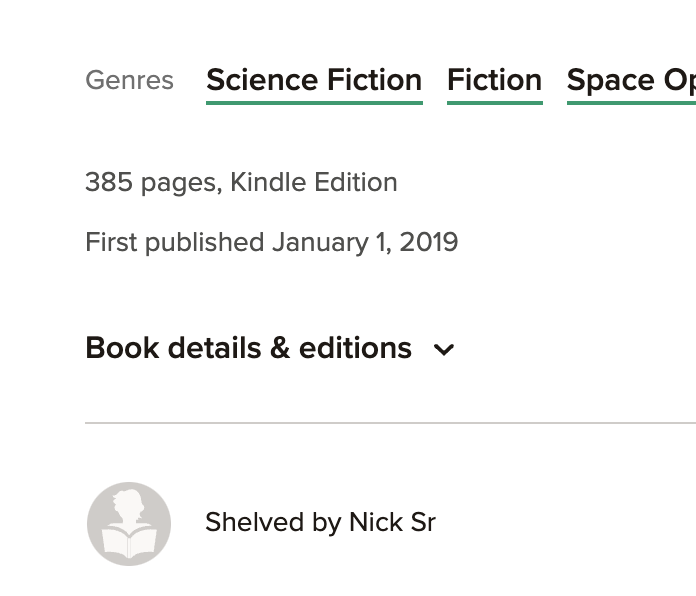 Genres Science Fiction Fiction Space Op
385 pages, Kindle Edition
First published January 1, 2019
Book details & editions
Shelved by Nick Sr